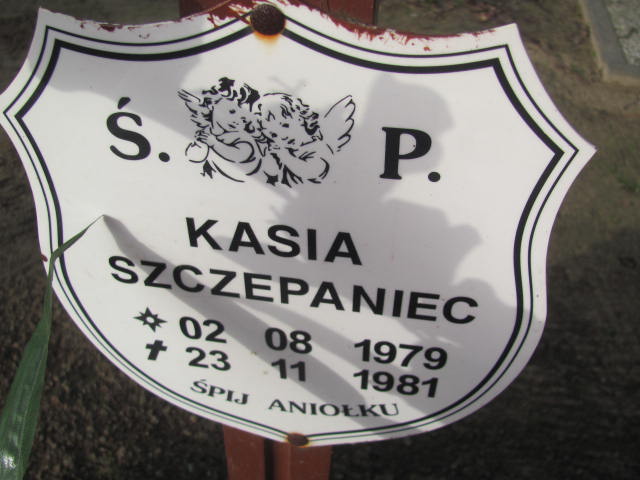 Ś. P.
KASIA
SZCZEPANIEC
02 08 1979
23 11 1981
ŚPIJ ANIOŁKU